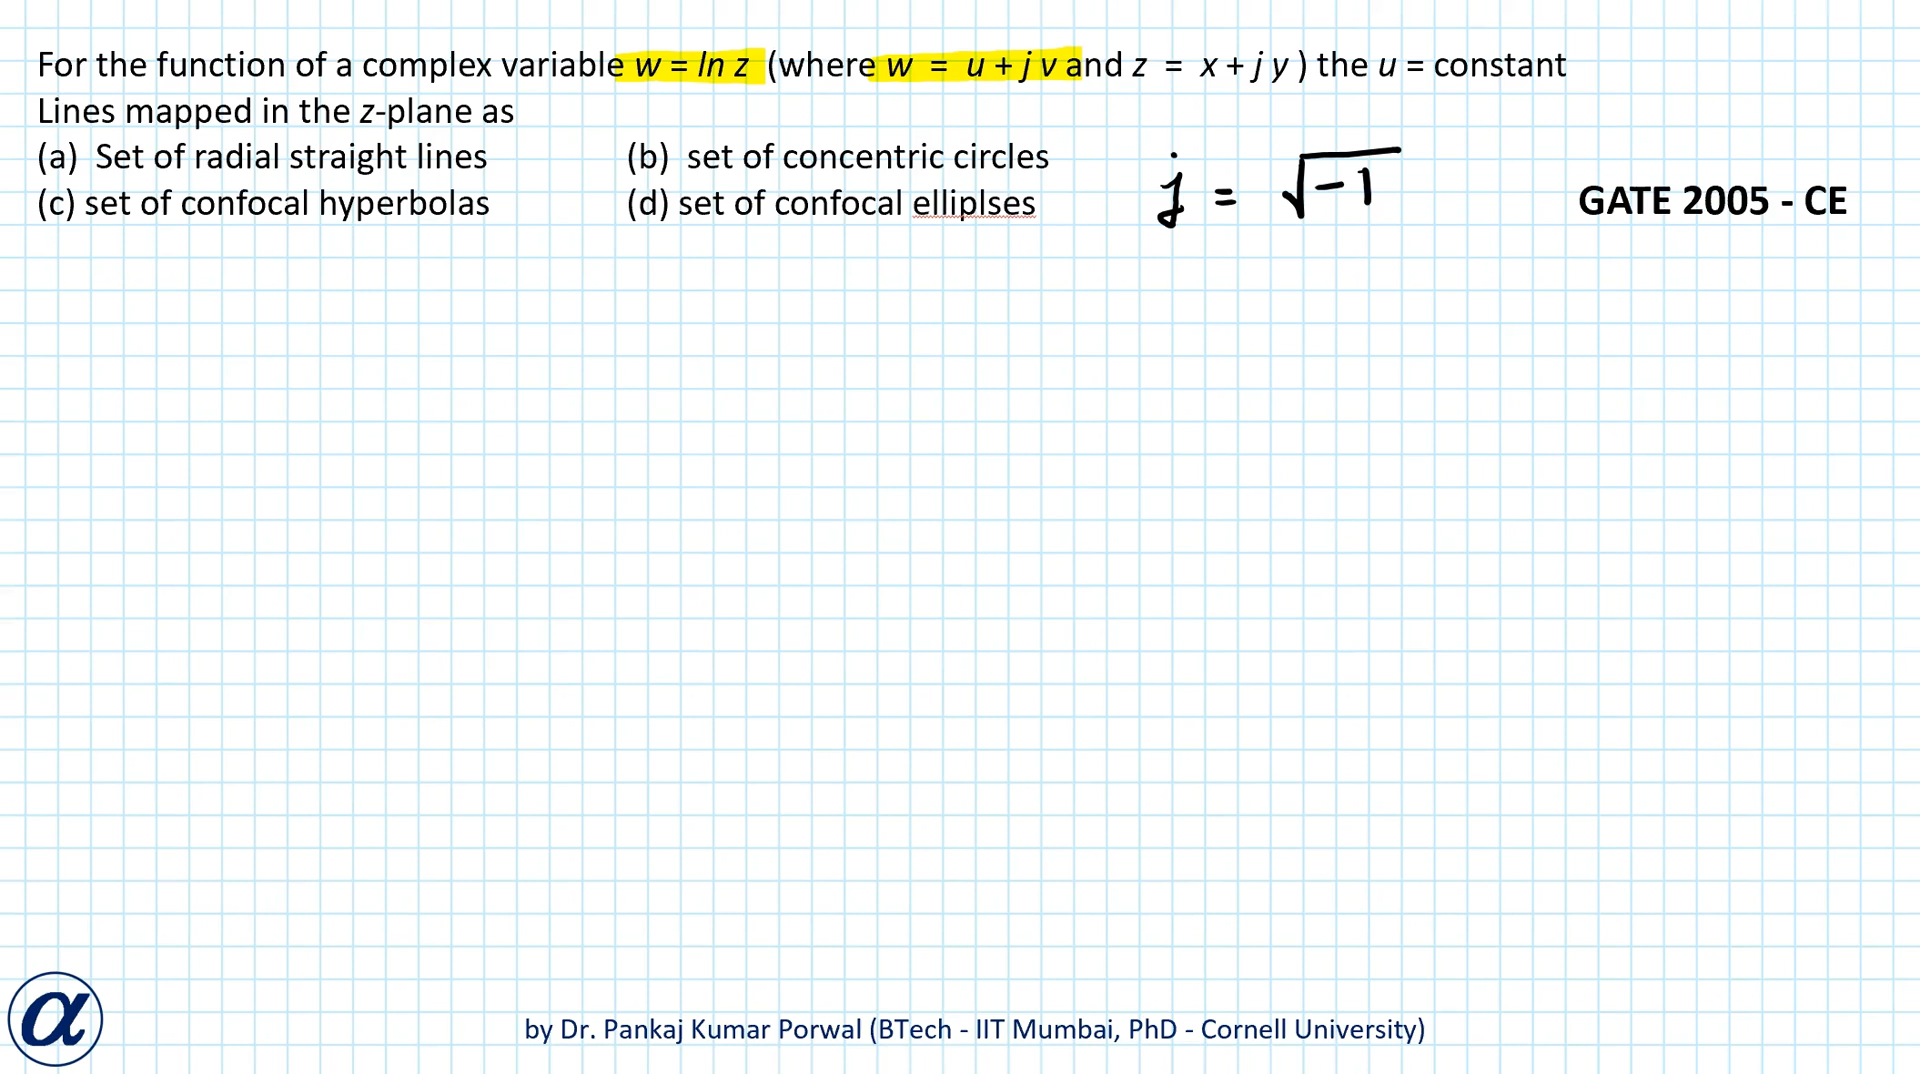 For the function of a complex variable w = ln z (where w = u + j v and z = x + j y ) the u = constant
Lines mapped in the z-plane as
(a) Set of radial straight lines (b) set of concentric circles
(c) set of confocal hyperbolas (d) set of confocal elliplses
j = √-1
GATE 2005 - CE
α
by Dr. Pankaj Kumar Porwal (BTech - IIT Mumbai, PhD - Cornell University)